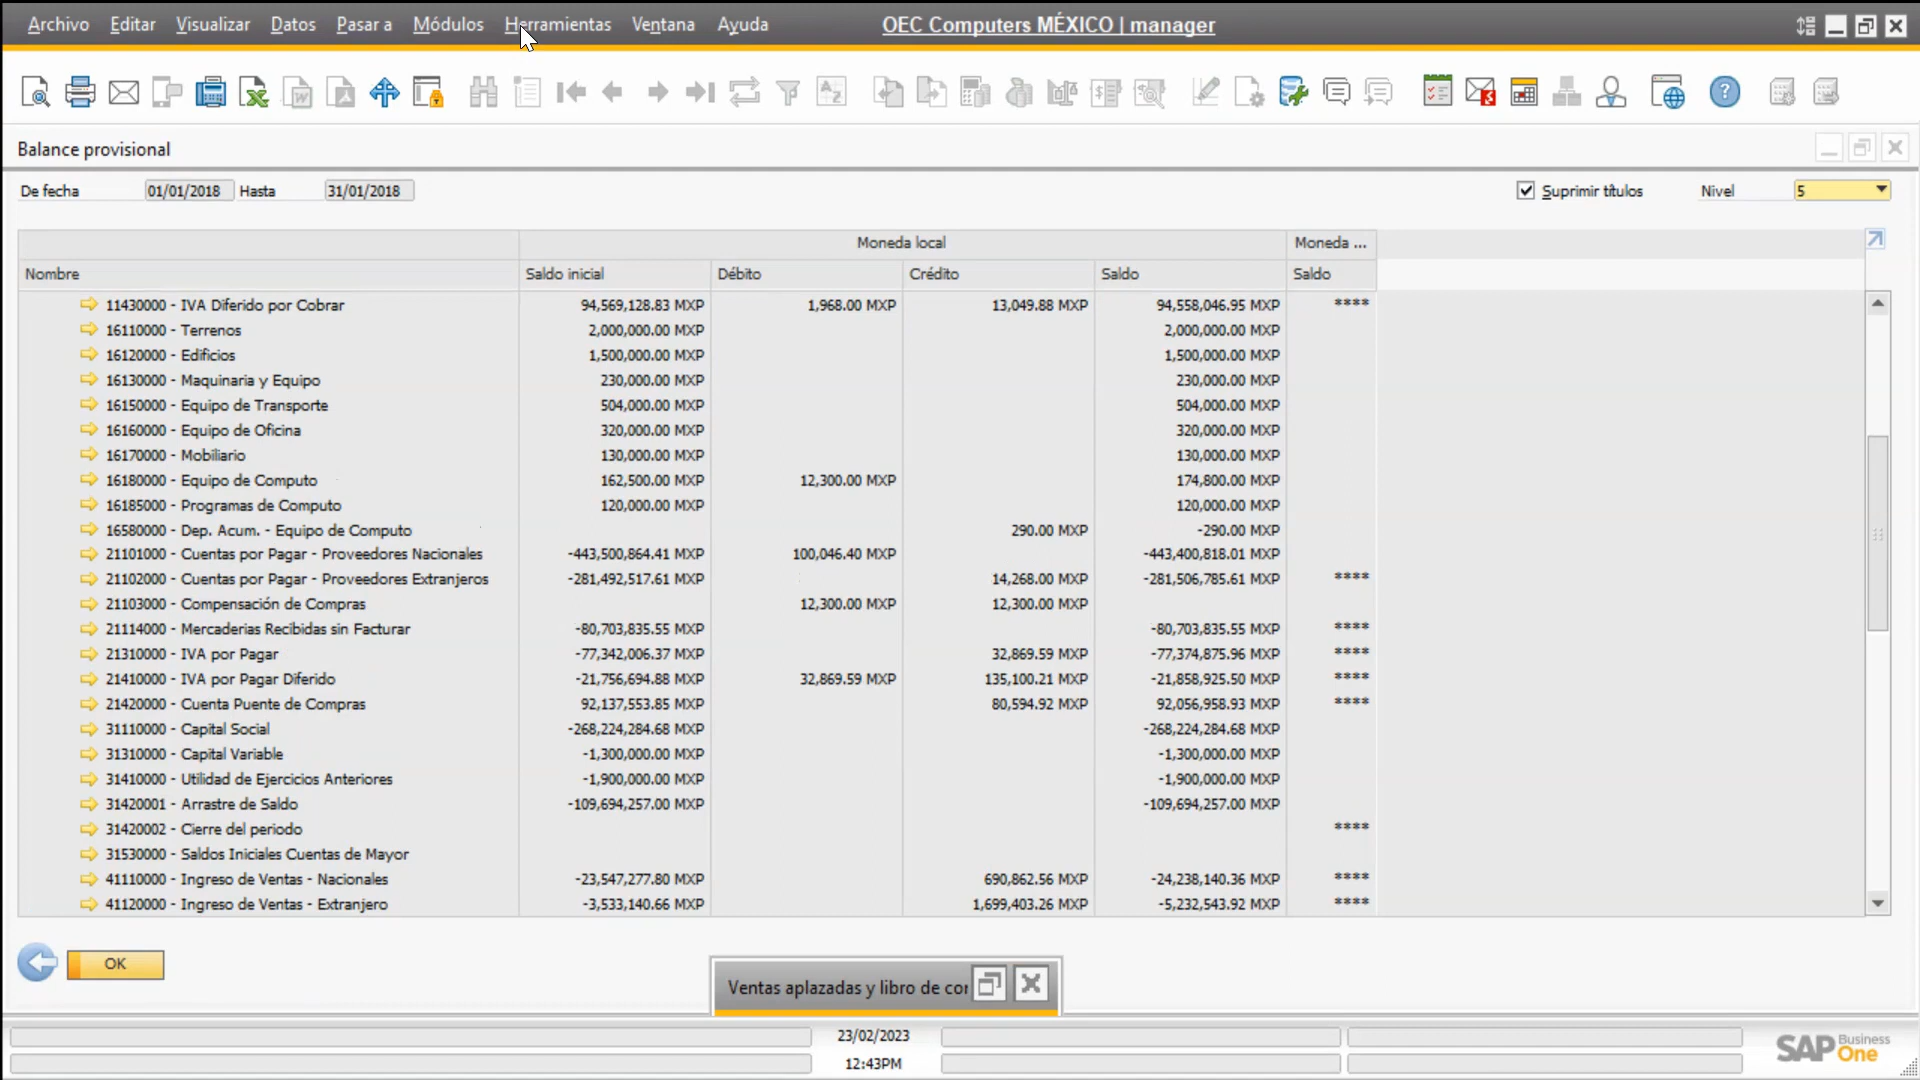 Archivo Editar Visualizar Datos Pasar a Módulos Herramientas Ventana Ayuda OEC Computers MÉXICO | manager
Balance provisional
De fecha 01/01/2018 Hasta 31/01/2018 Suprimir títulos Nivel 5
Moneda local Moneda ...
Nombre Saldo inicial Débito Crédito Saldo Saldo
11430000 - IVA Diferido por Cobrar 94,569,128.83 MXP 1,968.00 MXP 13,049.88 MXP 94,558,046.95 MXP ****
16110000 - Terrenos 2,000,000.00 MXP 2,000,000.00 MXP
16120000 - Edificios 1,500,000.00 MXP 1,500,000.00 MXP
16130000 - Maquinaria y Equipo 230,000.00 MXP 230,000.00 MXP
16150000 - Equipo de Transporte 504,000.00 MXP 504,000.00 MXP
16160000 - Equipo de Oficina 320,000.00 MXP 320,000.00 MXP
16170000 - Mobiliario 130,000.00 MXP 130,000.00 MXP
16180000 - Equipo de Computo 162,500.00 MXP 12,300.00 MXP 174,800.00 MXP
16185000 - Programas de Computo 120,000.00 MXP 120,000.00 MXP
16580000 - Dep. Acum. - Equipo de Computo 290.00 MXP -290.00 MXP
21101000 - Cuentas por Pagar - Proveedores Nacionales -443,500,864.41 MXP 100,046.40 MXP -443,400,818.01 MXP
21102000 - Cuentas por Pagar - Proveedores Extranjeros -281,492,517.61 MXP 14,268.00 MXP -281,506,785.61 MXP ****
21103000 - Compensación de Compras 12,300.00 MXP 12,300.00 MXP
21114000 - Mercaderias Recibidas sin Facturar -80,703,835.55 MXP -80,703,835.55 MXP ****
21310000 - IVA por Pagar -77,342,006.37 MXP 32,869.59 MXP -77,374,875.96 MXP ****
21410000 - IVA por Pagar Diferido -21,756,694.88 MXP 32,869.59 MXP 135,100.21 MXP -21,858,925.50 MXP ****
21420000 - Cuenta Puente de Compras 92,137,553.85 MXP 80,594.92 MXP 92,056,958.93 MXP ****
31110000 - Capital Social -268,224,284.68 MXP -268,224,284.68 MXP
31310000 - Capital Variable -1,300,000.00 MXP -1,300,000.00 MXP
31410000 - Utilidad de Ejercicios Anteriores -1,900,000.00 MXP -1,900,000.00 MXP
31420001 - Arrastre de Saldo -109,694,257.00 MXP -109,694,257.00 MXP
31420002 - Cierre del periodo ****
31530000 - Saldos Iniciales Cuentas de Mayor
41110000 - Ingreso de Ventas - Nacionales -23,547,277.80 MXP 690,862.56 MXP -24,238,140.36 MXP ****
41120000 - Ingreso de Ventas - Extranjero -3,533,140.66 MXP 1,699,403.26 MXP -5,232,543.92 MXP ****
OK
Ventas aplazadas y libro de cor
23/02/2023
12:43PM
SAP Business One